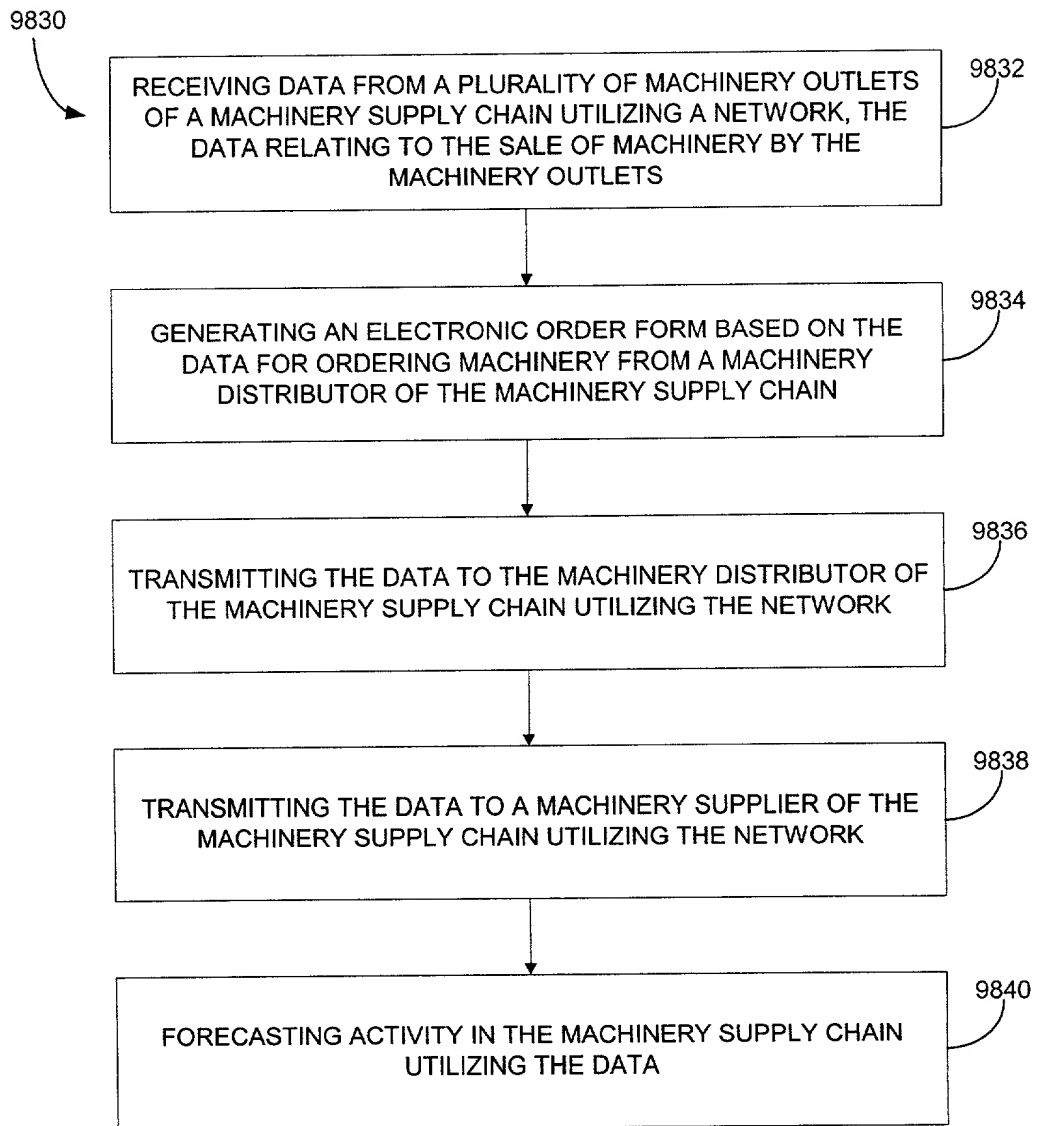 9830
RECEIVING DATA FROM A PLURALITY OF MACHINERY OUTLETS
OF A MACHINERY SUPPLY CHAIN UTILIZING A NETWORK, THE
DATA RELATING TO THE SALE OF MACHINERY BY THE
MACHINERY OUTLETS
9832
GENERATING AN ELECTRONIC ORDER FORM BASED ON THE
DATA FOR ORDERING MACHINERY FROM A MACHINERY
DISTRIBUTOR OF THE MACHINERY SUPPLY CHAIN
9834
TRANSMITTING THE DATA TO THE MACHINERY DISTRIBUTOR OF
THE MACHINERY SUPPLY CHAIN UTILIZING THE NETWORK
9836
TRANSMITTING THE DATA TO A MACHINERY SUPPLIER OF THE
MACHINERY SUPPLY CHAIN UTILIZING THE NETWORK
9838
FORECASTING ACTIVITY IN THE MACHINERY SUPPLY CHAIN
UTILIZING THE DATA
9840